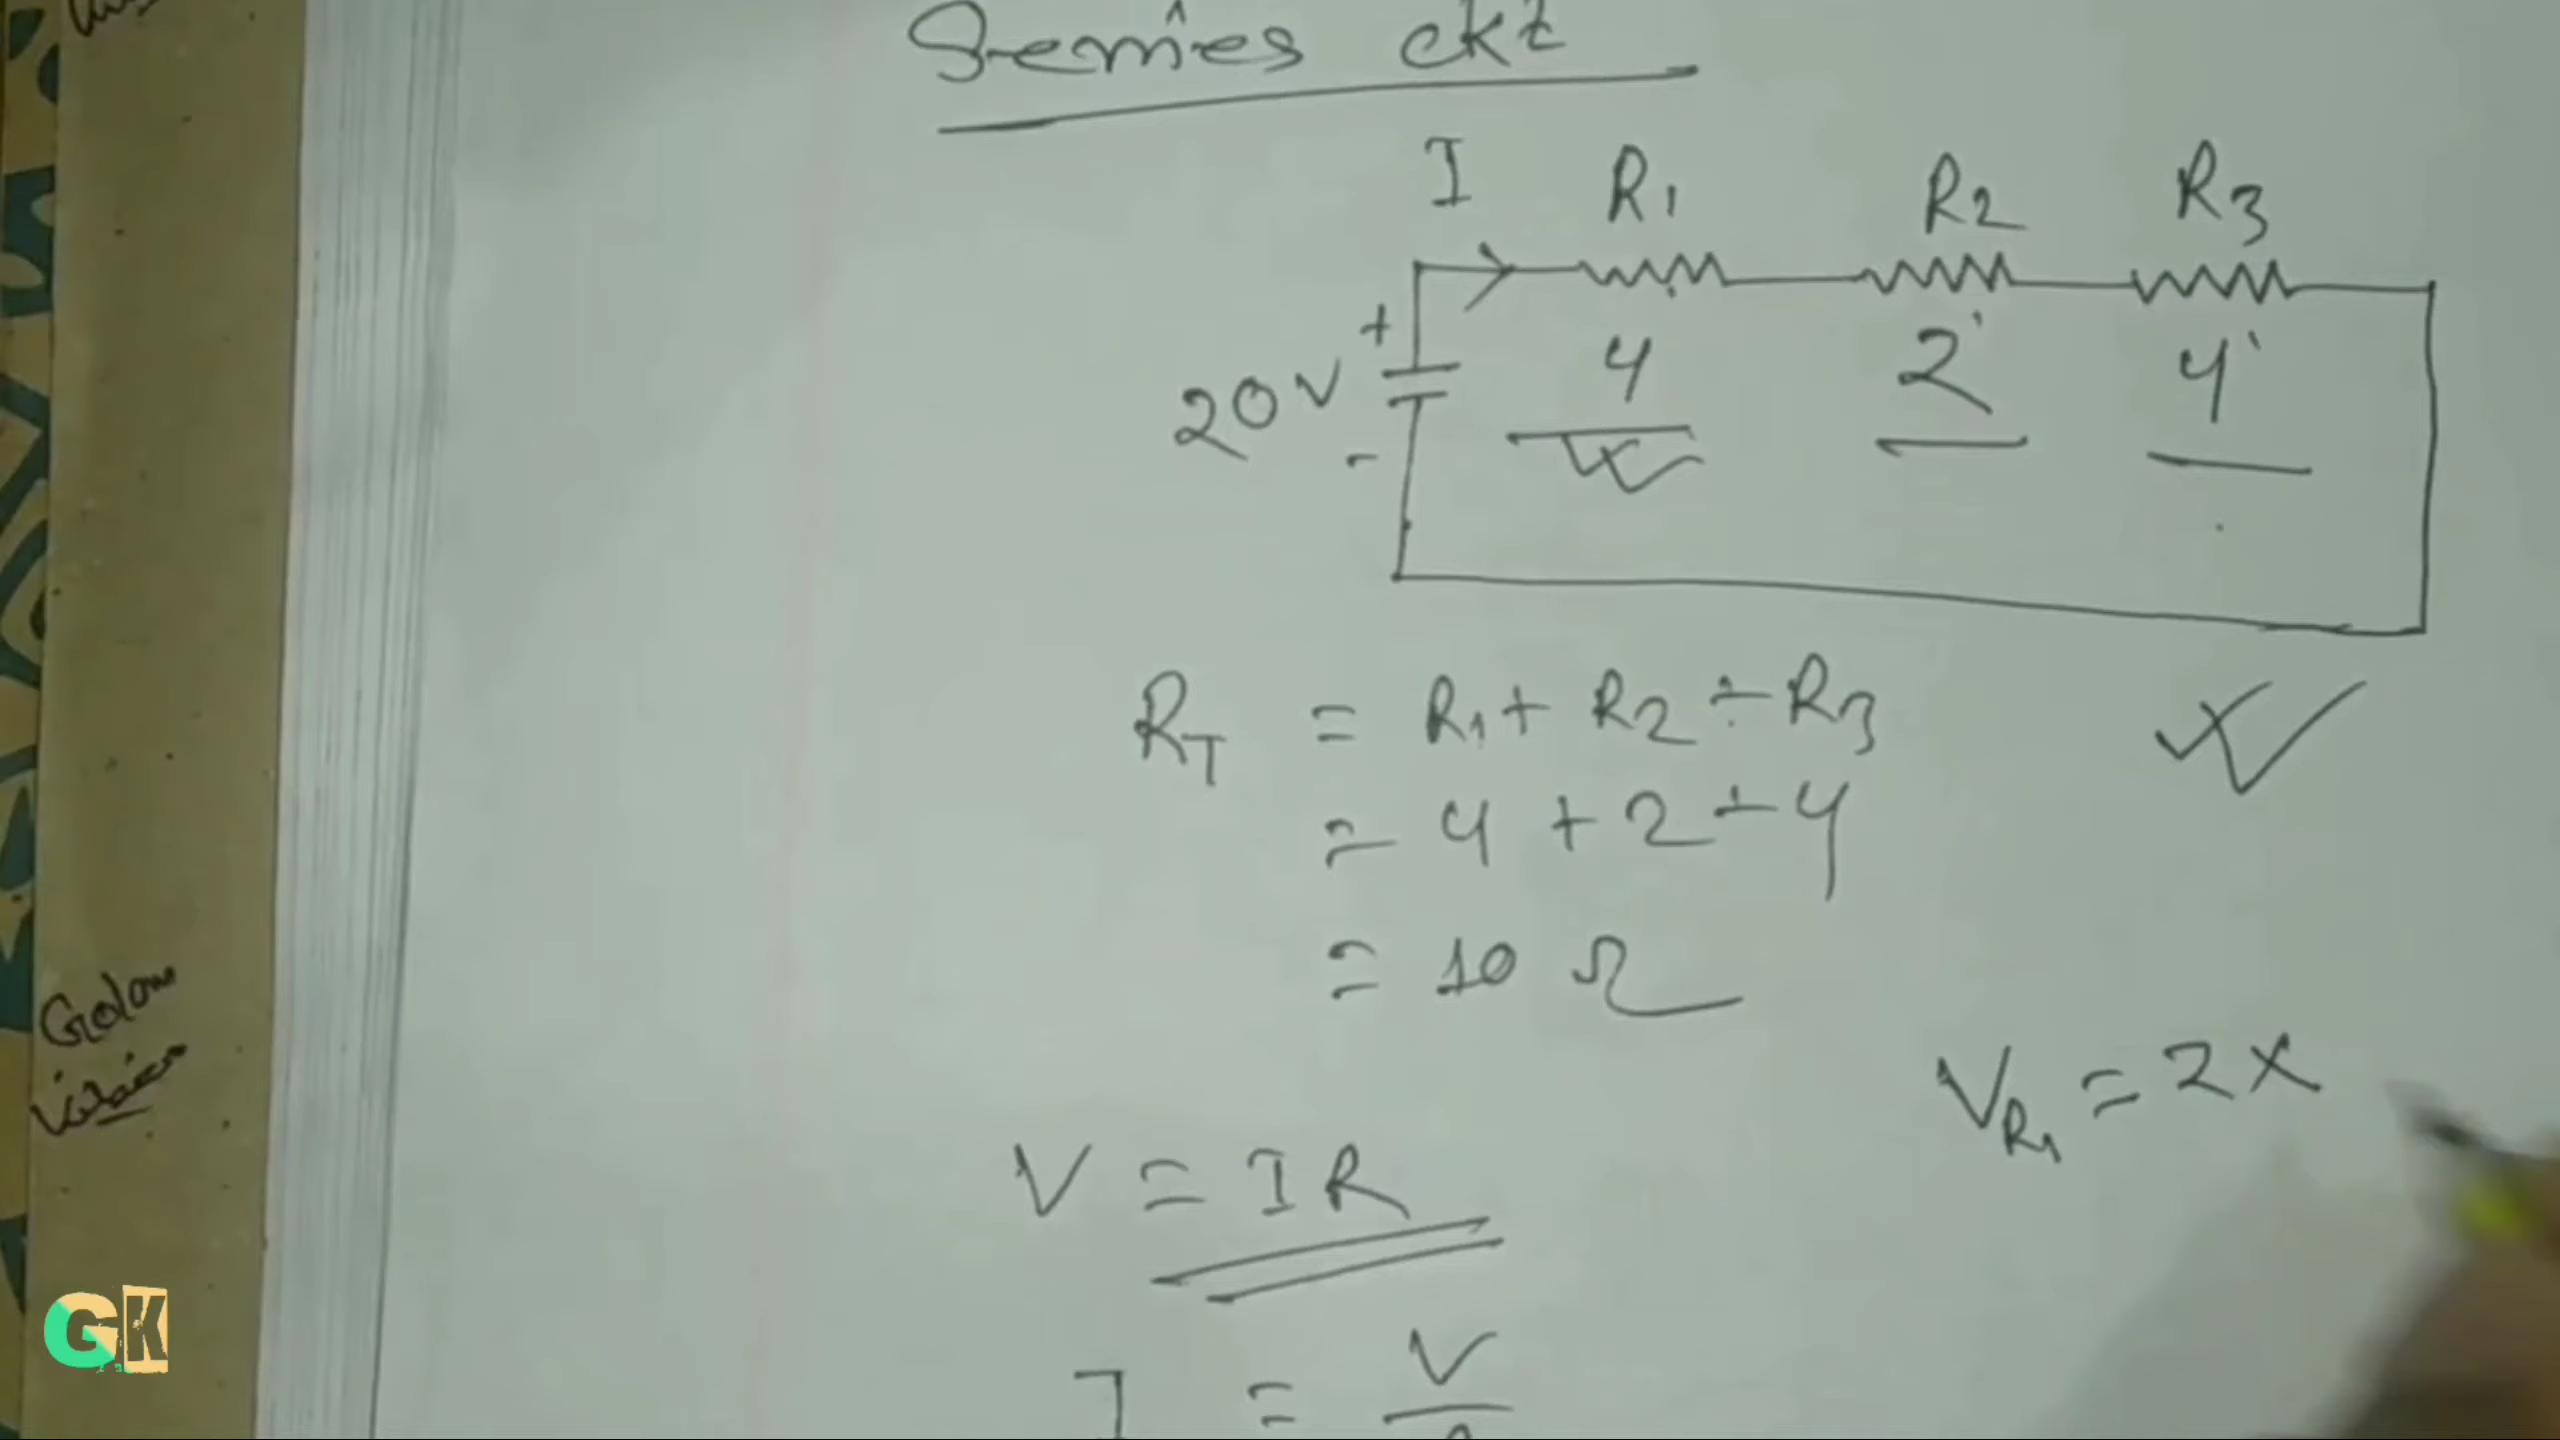 Series ckt
I R1 R2 R3
+
20V 4 2 4
-
RT = R1 + R2 + R3
= 4 + 2 + 4
= 10 Ω
VR1 = 2 ×
V = IR
I = V
Golam
GK